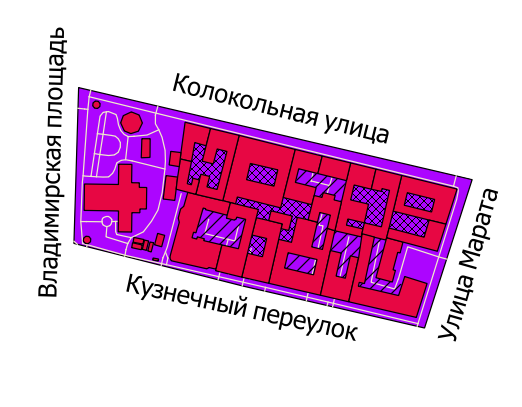 Владимирская площадь
Колокольная улица
Улица Марата
Кузнечный переулок